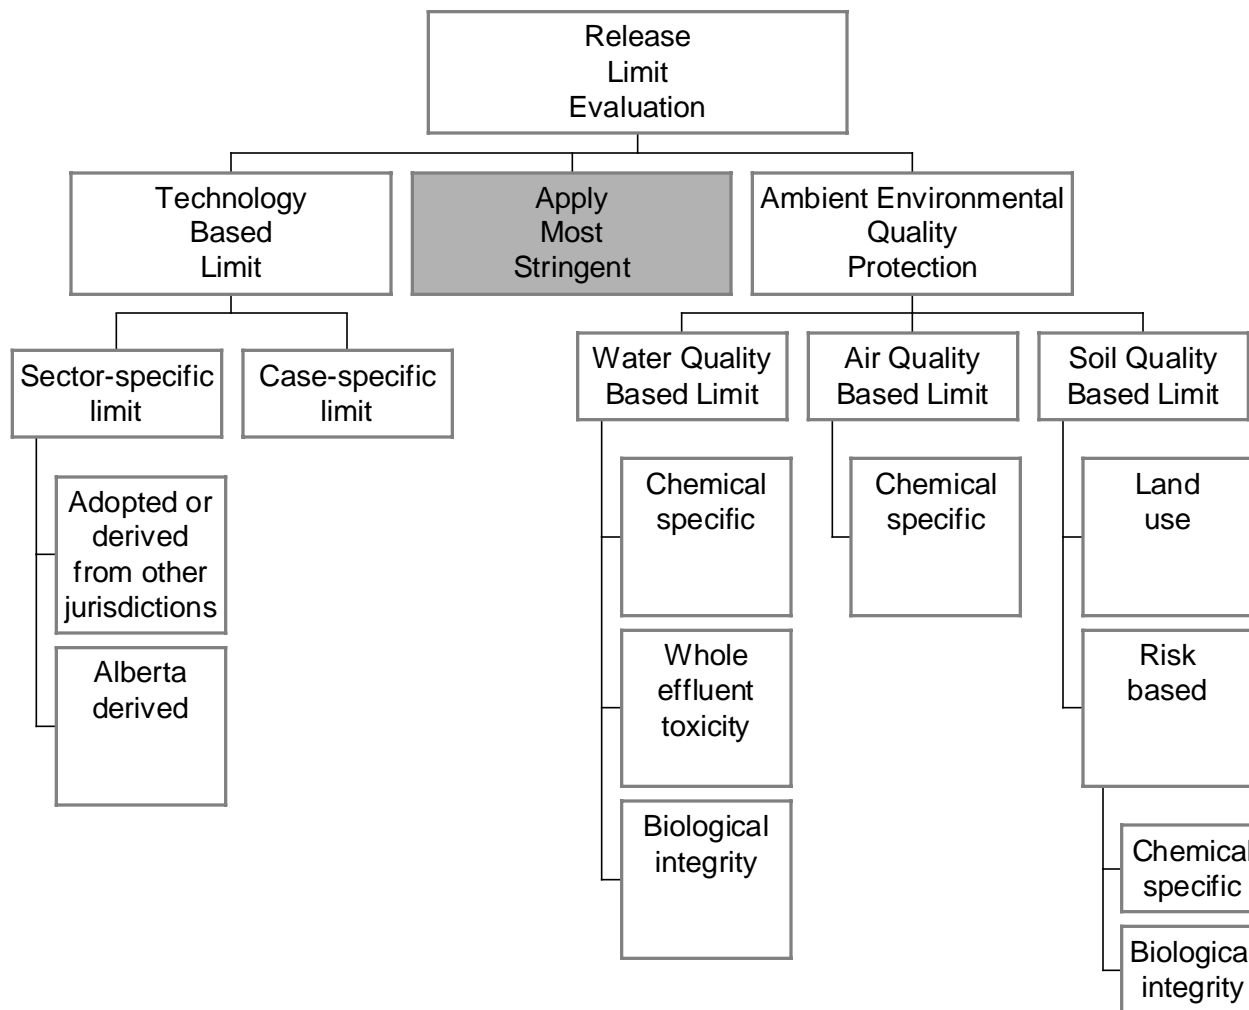 Release
Limit
Evaluation
Technology
Based
Limit
Apply
Most
Stringent
Ambient Environmental
Quality
Protection
Sector-specific
limit
Case-specific
limit
Water Quality
Based Limit
Air Quality
Based Limit
Soil Quality
Based Limit
Adopted or
derived
from other
jurisdictions
Alberta
derived
Chemical
specific
Whole
effluent
toxicity
Biological
integrity
Chemical
specific
Land
use
Risk
based
Chemical
specific
Biological
integrity